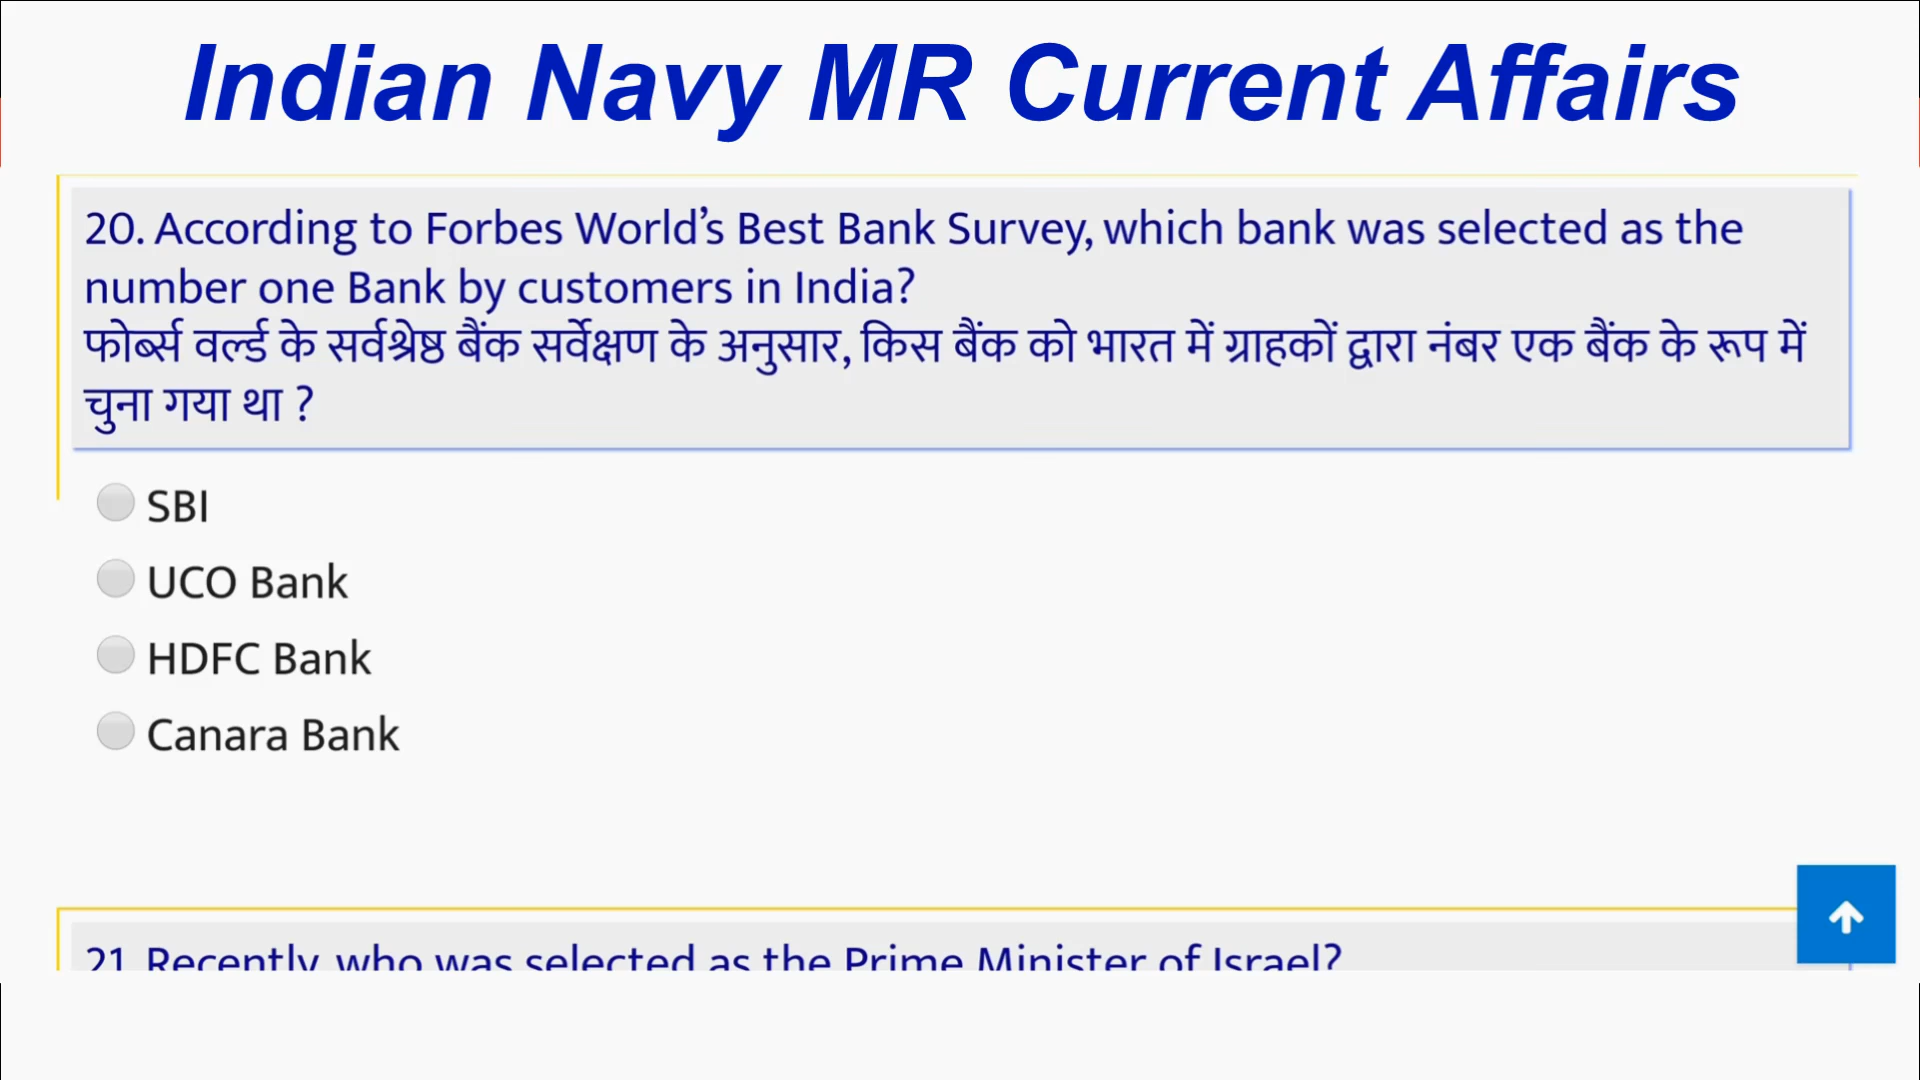 Indian Navy MR Current Affairs
20. According to Forbes World’s Best Bank Survey, which bank was selected as the
number one Bank by customers in India?
फोर्ब्स वर्ल्ड के सर्वश्रेष्ठ बैंक सर्वेक्षण के अनुसार, किस बैंक को भारत में ग्राहकों द्वारा नंबर एक बैंक के रूप में
चुना गया था ?
SBI
UCO Bank
HDFC Bank
Canara Bank
21. Recently, who was selected as the Prime Minister of Israel?